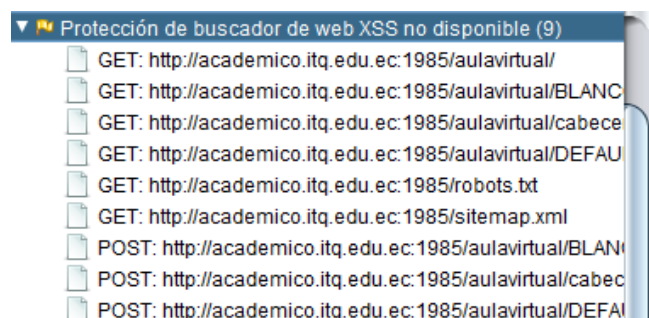 Protección de buscador de web XSS no disponible (9)
GET: http://academico.itq.edu.ec:1985/aulavirtual/
GET: http://academico.itq.edu.ec:1985/aulavirtual/BLANC
GET: http://academico.itq.edu.ec:1985/aulavirtual/cabece
GET: http://academico.itq.edu.ec:1985/aulavirtual/DEFAU
GET: http://academico.itq.edu.ec:1985/robots.txt
GET: http://academico.itq.edu.ec:1985/sitemap.xml
POST: http://academico.itq.edu.ec:1985/aulavirtual/BLAN
POST: http://academico.itq.edu.ec:1985/aulavirtual/cabec
POST: http://academico.itq.edu.ec:1985/aulavirtual/DEFA